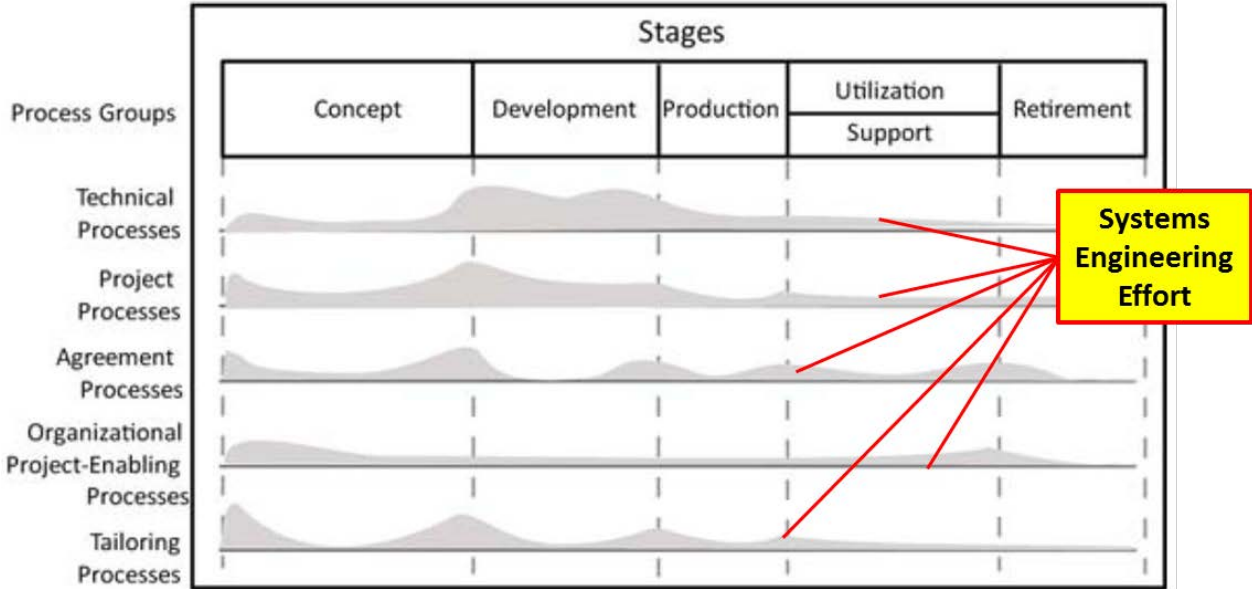 Stages
Process Groups
Concept
Development
Production
Utilization
Support
Retirement
Technical
Processes
Project
Processes
Agreement
Processes
Organizational
Project-Enabling
Processes
Tailoring
Processes
Systems
Engineering
Effort